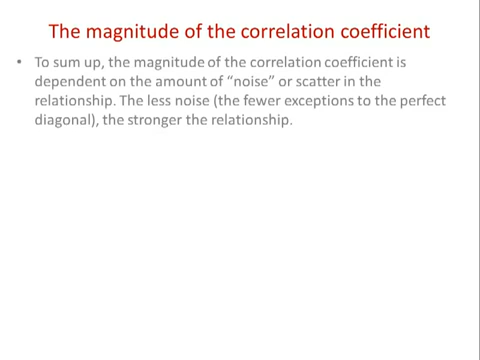 The magnitude of the correlation coefficient
• To sum up, the magnitude of the correlation coefficient is
dependent on the amount of “noise” or scatter in the
relationship. The less noise (the fewer exceptions to the perfect
diagonal), the stronger the relationship.